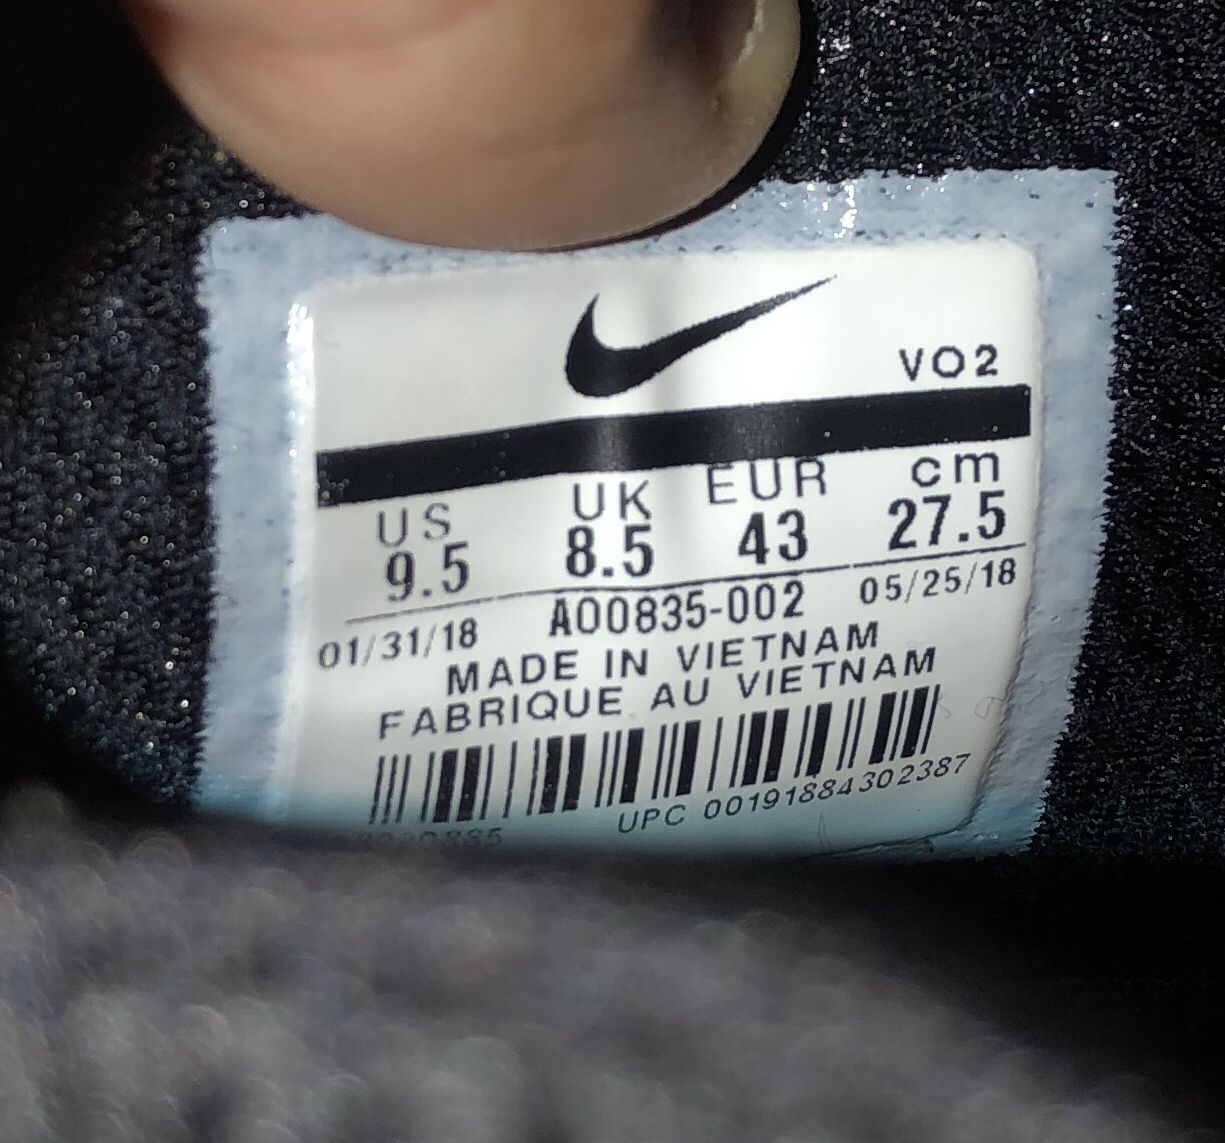 VO2
US UK EUR cm
9.5 8.5 43 27.5
01/31/18 AO0835-002 05/25/18
MADE IN VIETNAM
FABRIQUE AU VIETNAM
UPC 00191884302387